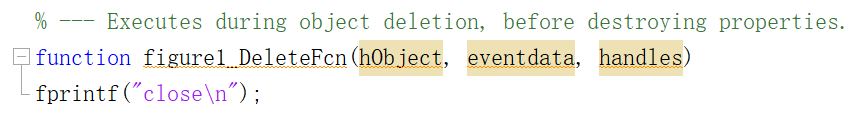 % --- Executes during object deletion, before destroying properties.
function figure1_DeleteFcn(hObject, eventdata, handles)
fprintf("close\n");